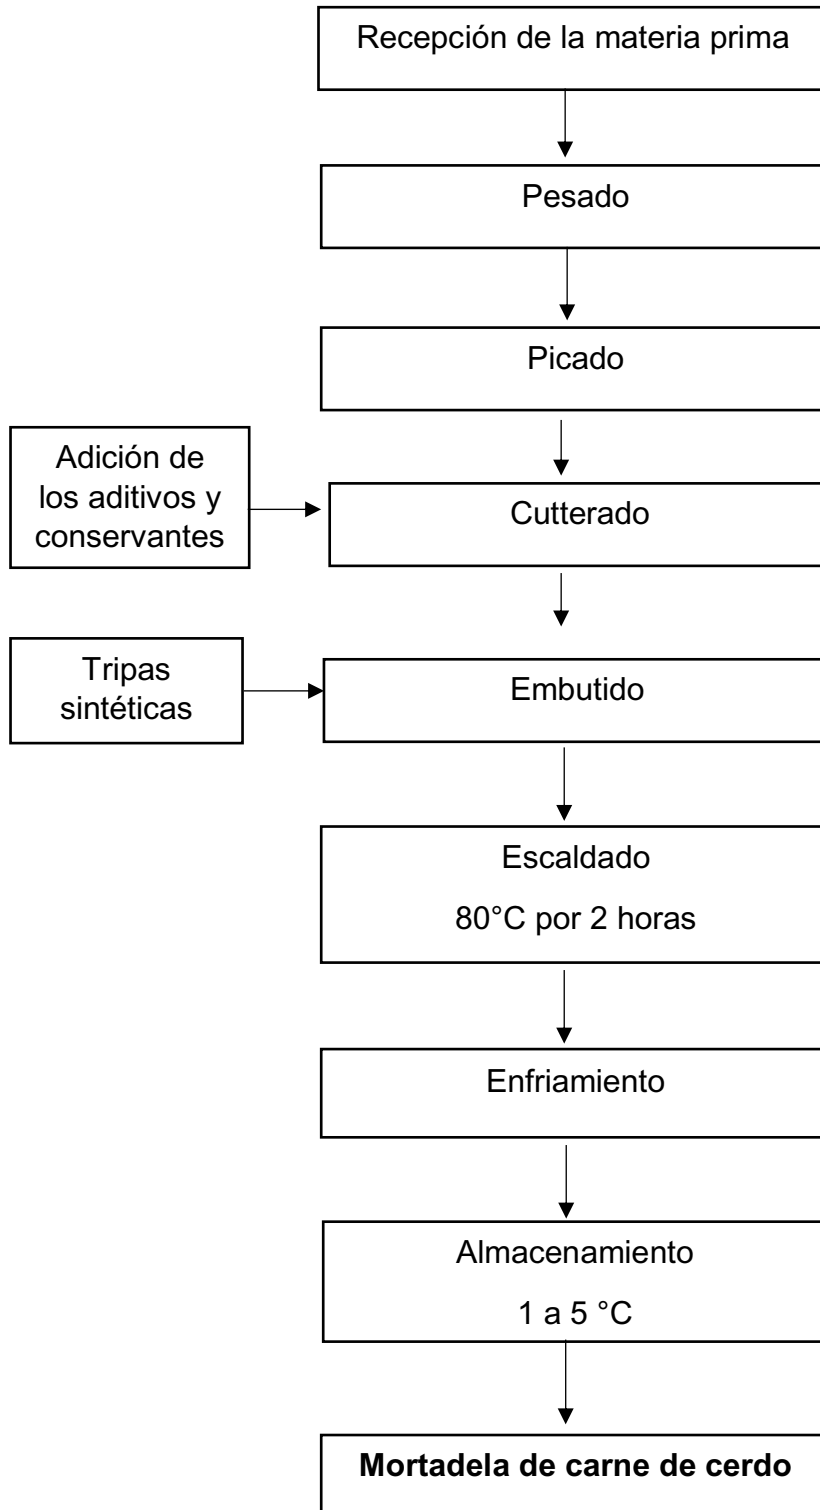 Recepción de la materia prima
Pesado
Picado
Adición de
los aditivos y
conservantes
Cutterado
Tripas
sintéticas
Embutido
Escaldado
80°C por 2 horas
Enfriamiento
Almacenamiento
1 a 5 °C
Mortadela de carne de cerdo